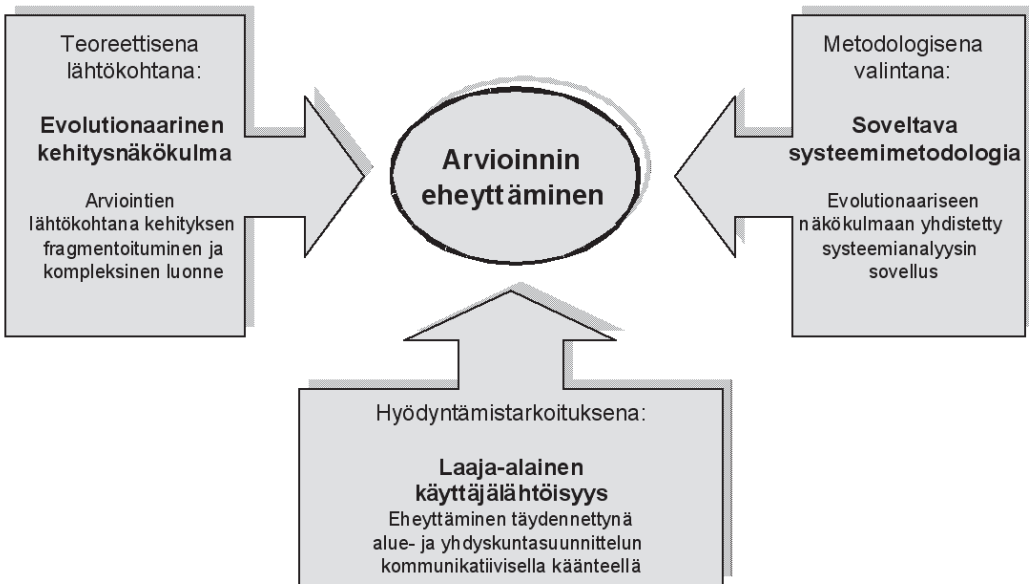 Teoreettisena
lähtökohtana:
Evolutionaarinen
kehitysnäkökulma
Arviointien
lähtökohtana kehityksen
fragmentoituminen ja
kompleksinen luonne
Arvioinnin
eheyttäminen
Metodologisena
valintana:
Soveltava
systeemimetodologia
Evolutionaariseen
näkökulmaan yhdistetty
systeemianalyysin
sovellus
Hyödyntämistarkoituksena:
Laaja-alainen
käyttäjälähtöisyys
Eheyttäminen täydennettynä
alue- ja yhdyskuntasuunnittelun
kommunikatiivisella käänteellä